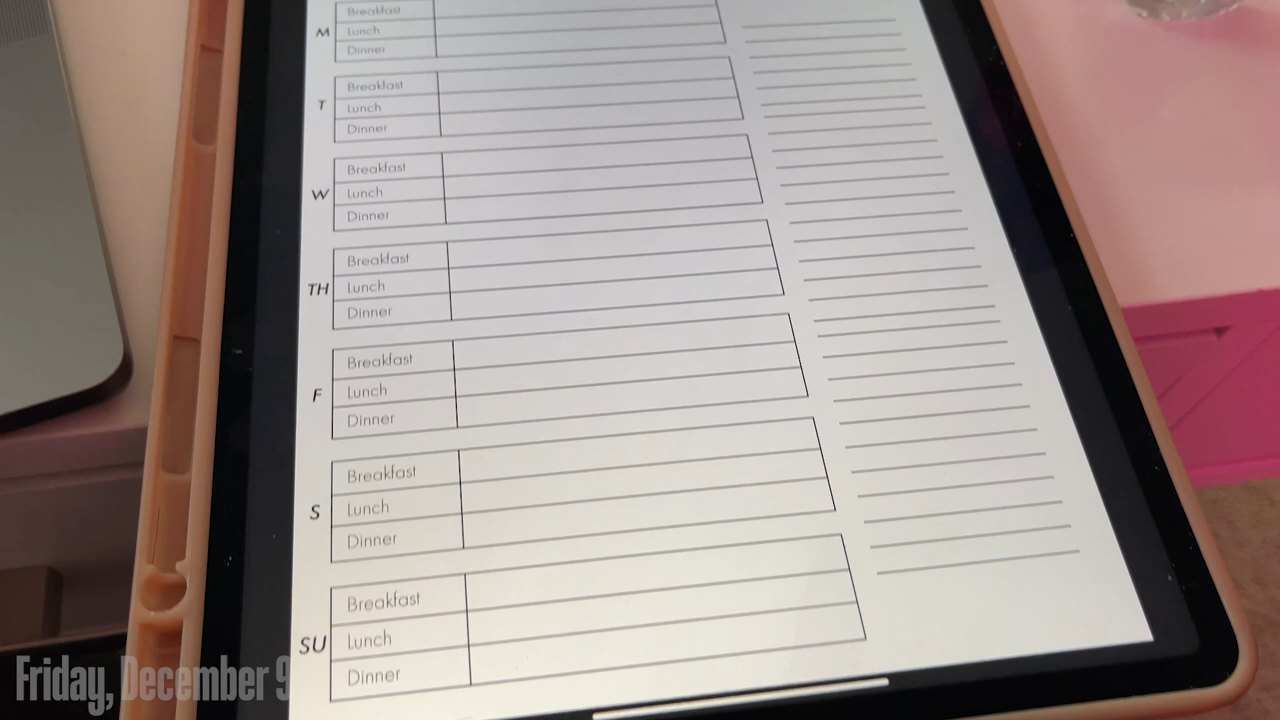 M
Breakfast
Lunch
Dinner
T
Breakfast
Lunch
Dinner
W
Breakfast
Lunch
Dinner
TH
Breakfast
Lunch
Dinner
F
Breakfast
Lunch
Dinner
S
Breakfast
Lunch
Dinner
SU
Breakfast
Lunch
Dinner
Friday, December 9